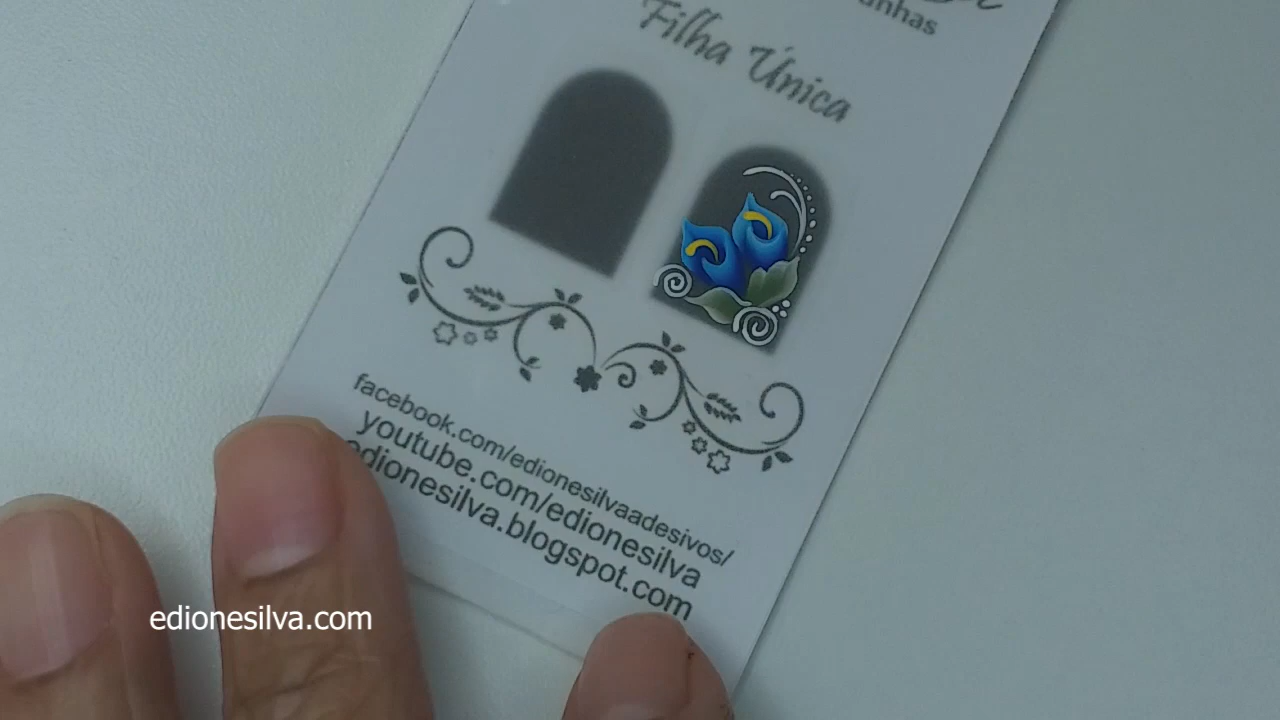 unhas
Filha Única
facebook.com/edionesilvaadesivos/
youtube.com/edionesilva
edionesilva.blogspot.com
edionesilva.com